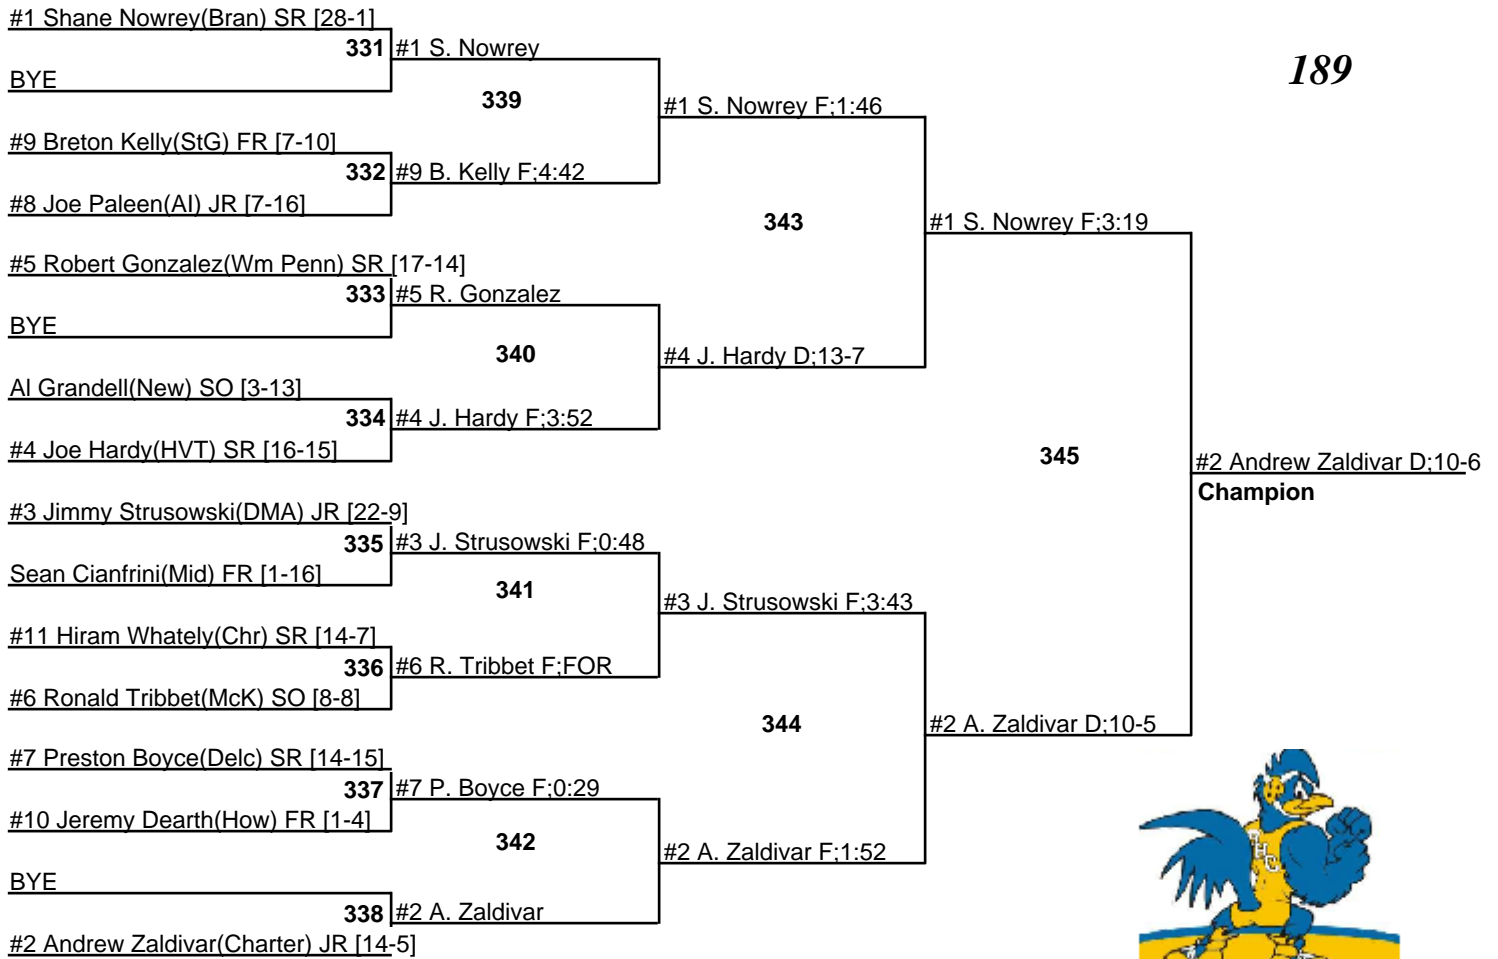 #1 Shane Nowrey(Bran) SR [28-1]
331 #1 S. Nowrey
BYE
339
#1 S. Nowrey F;1:46
189
#9 Breton Kelly(StG) FR [7-10]
332 #9 B. Kelly F;4:42
#8 Joe Paleen(AI) JR [7-16]
343
#1 S. Nowrey F;3:19
#5 Robert Gonzalez(Wm Penn) SR [17-14]
333 #5 R. Gonzalez
BYE
340
#4 J. Hardy D;13-7
Al Grandell(New) SO [3-13]
334 #4 J. Hardy F;3:52
#4 Joe Hardy(HVT) SR [16-15]
345
#2 Andrew Zaldivar D;10-6
Champion
#3 Jimmy Strusowski(DMA) JR [22-9]
335 #3 J. Strusowski F;0:48
Sean Cianfrini(Mid) FR [1-16]
341
#3 J. Strusowski F;3:43
#11 Hiram Whately(Chr) SR [14-7]
336 #6 R. Tribbet F;FOR
#6 Ronald Tribbet(McK) SO [8-8]
344
#2 A. Zaldivar D;10-5
#7 Preston Boyce(Delc) SR [14-15]
337 #7 P. Boyce F;0:29
#10 Jeremy Dearth(How) FR [1-4]
342
#2 A. Zaldivar F;1:52
BYE
338 #2 A. Zaldivar
#2 Andrew Zaldivar(Charter) JR [14-5]